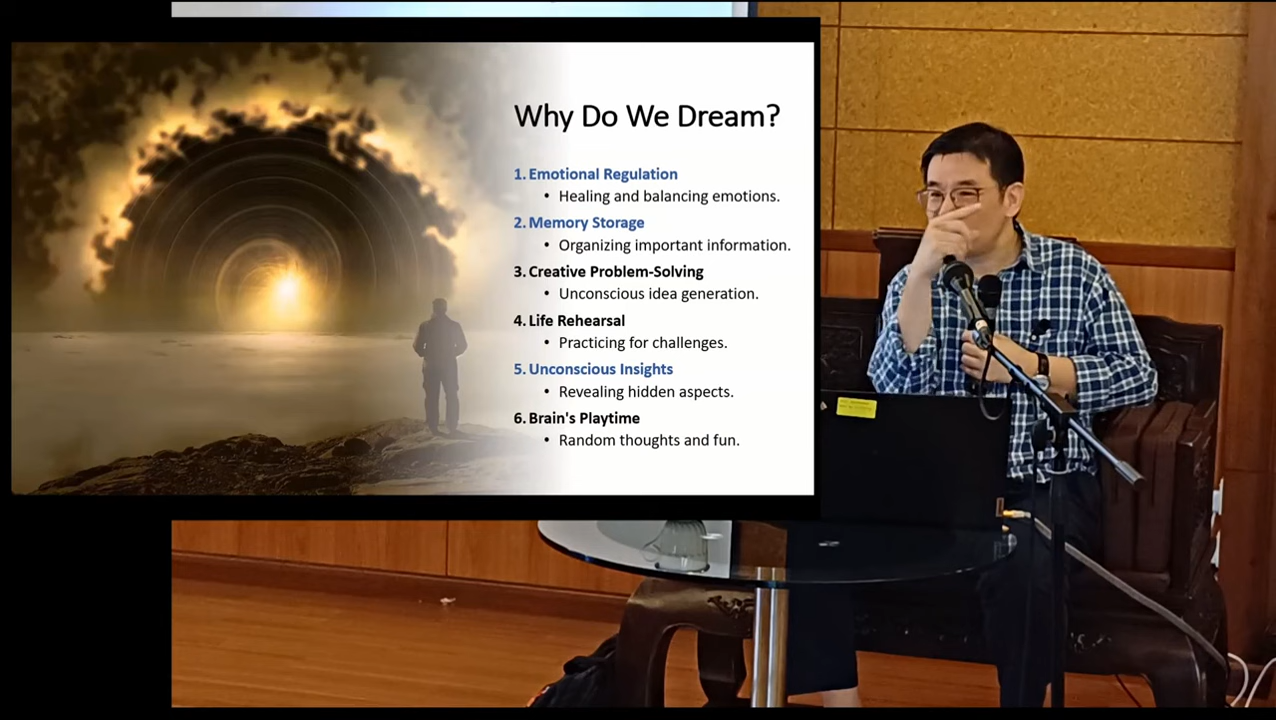 Why Do We Dream?
1. Emotional Regulation
• Healing and balancing emotions.
2. Memory Storage
• Organizing important information.
3. Creative Problem-Solving
• Unconscious idea generation.
4. Life Rehearsal
• Practicing for challenges.
5. Unconscious Insights
• Revealing hidden aspects.
6. Brain's Playtime
• Random thoughts and fun.